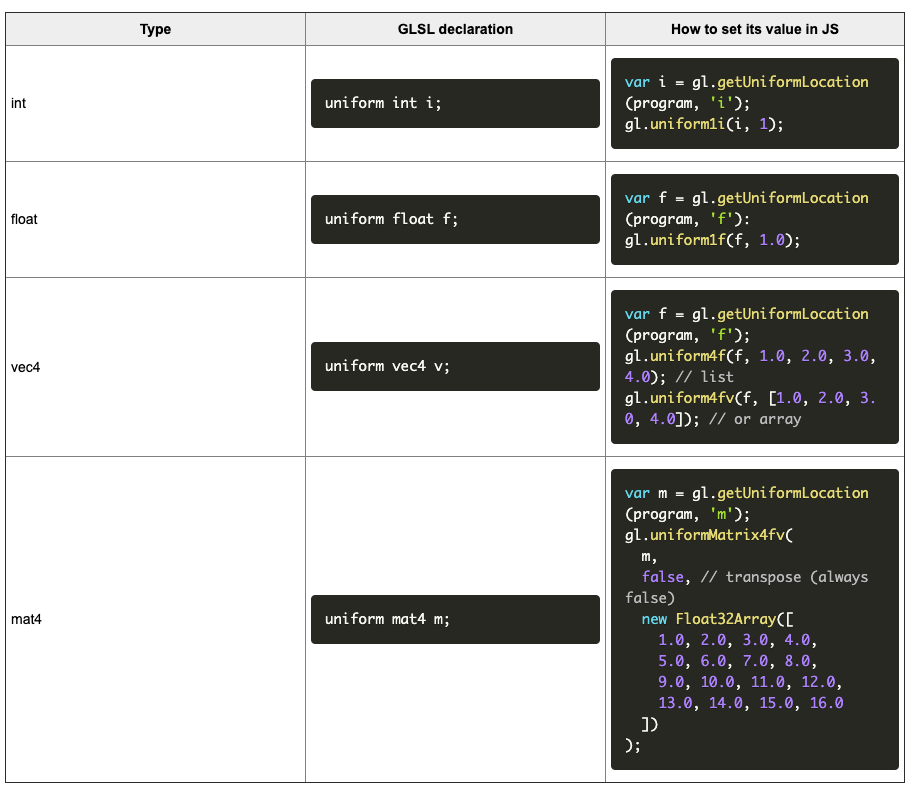 Type
GLSL declaration
How to set its value in JS
int
uniform int i;
var i = gl.getUniformLocation
(program, 'i');
gl.uniform1i(i, 1);
float
uniform float f;
var f = gl.getUniformLocation
(program, 'f'):
gl.uniform1f(f, 1.0);
vec4
uniform vec4 v;
var f = gl.getUniformLocation
(program, 'f');
gl.uniform4f(f, 1.0, 2.0, 3.0,
4.0); // list
gl.uniform4fv(f, [1.0, 2.0, 3.
0, 4.0]); // or array
mat4
uniform mat4 m;
var m = gl.getUniformLocation
(program, 'm');
gl.uniformMatrix4fv(
  m,
  false, // transpose (always
false)
  new Float32Array([
    1.0, 2.0, 3.0, 4.0,
    5.0, 6.0, 7.0, 8.0,
    9.0, 10.0, 11.0, 12.0,
    13.0, 14.0, 15.0, 16.0
  ])
);